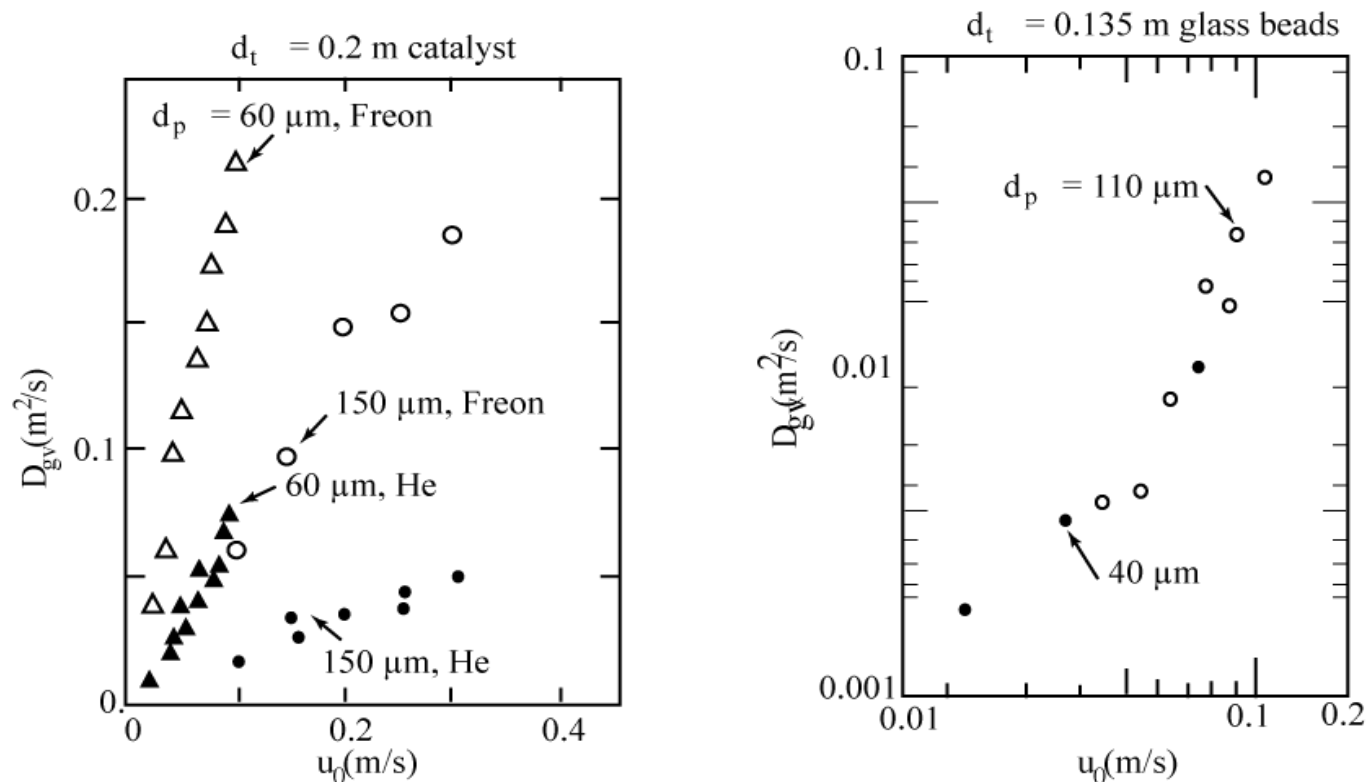 d_t = 0.2 m catalyst
d_p = 60 µm, Freon
0.2
150 µm, Freon
0.1
60 µm, He
150 µm, He
0.
0 0.2 0.4
D_gv(m²/s)
u₀(m/s)
d_t = 0.135 m glass beads
0.1
d_p = 110 µm
0.01
40 µm
0.001
0.01 0.1 0.2
D_gv(m²/s)
u₀(m/s)